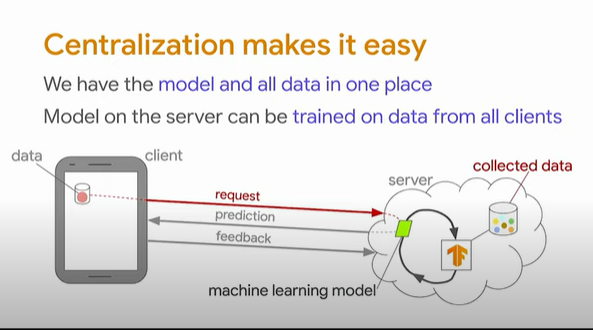 Centralization makes it easy
We have the model and all data in one place
Model on the server can be trained on data from all clients
data
client
collected data
server
request
prediction
feedback
machine learning model